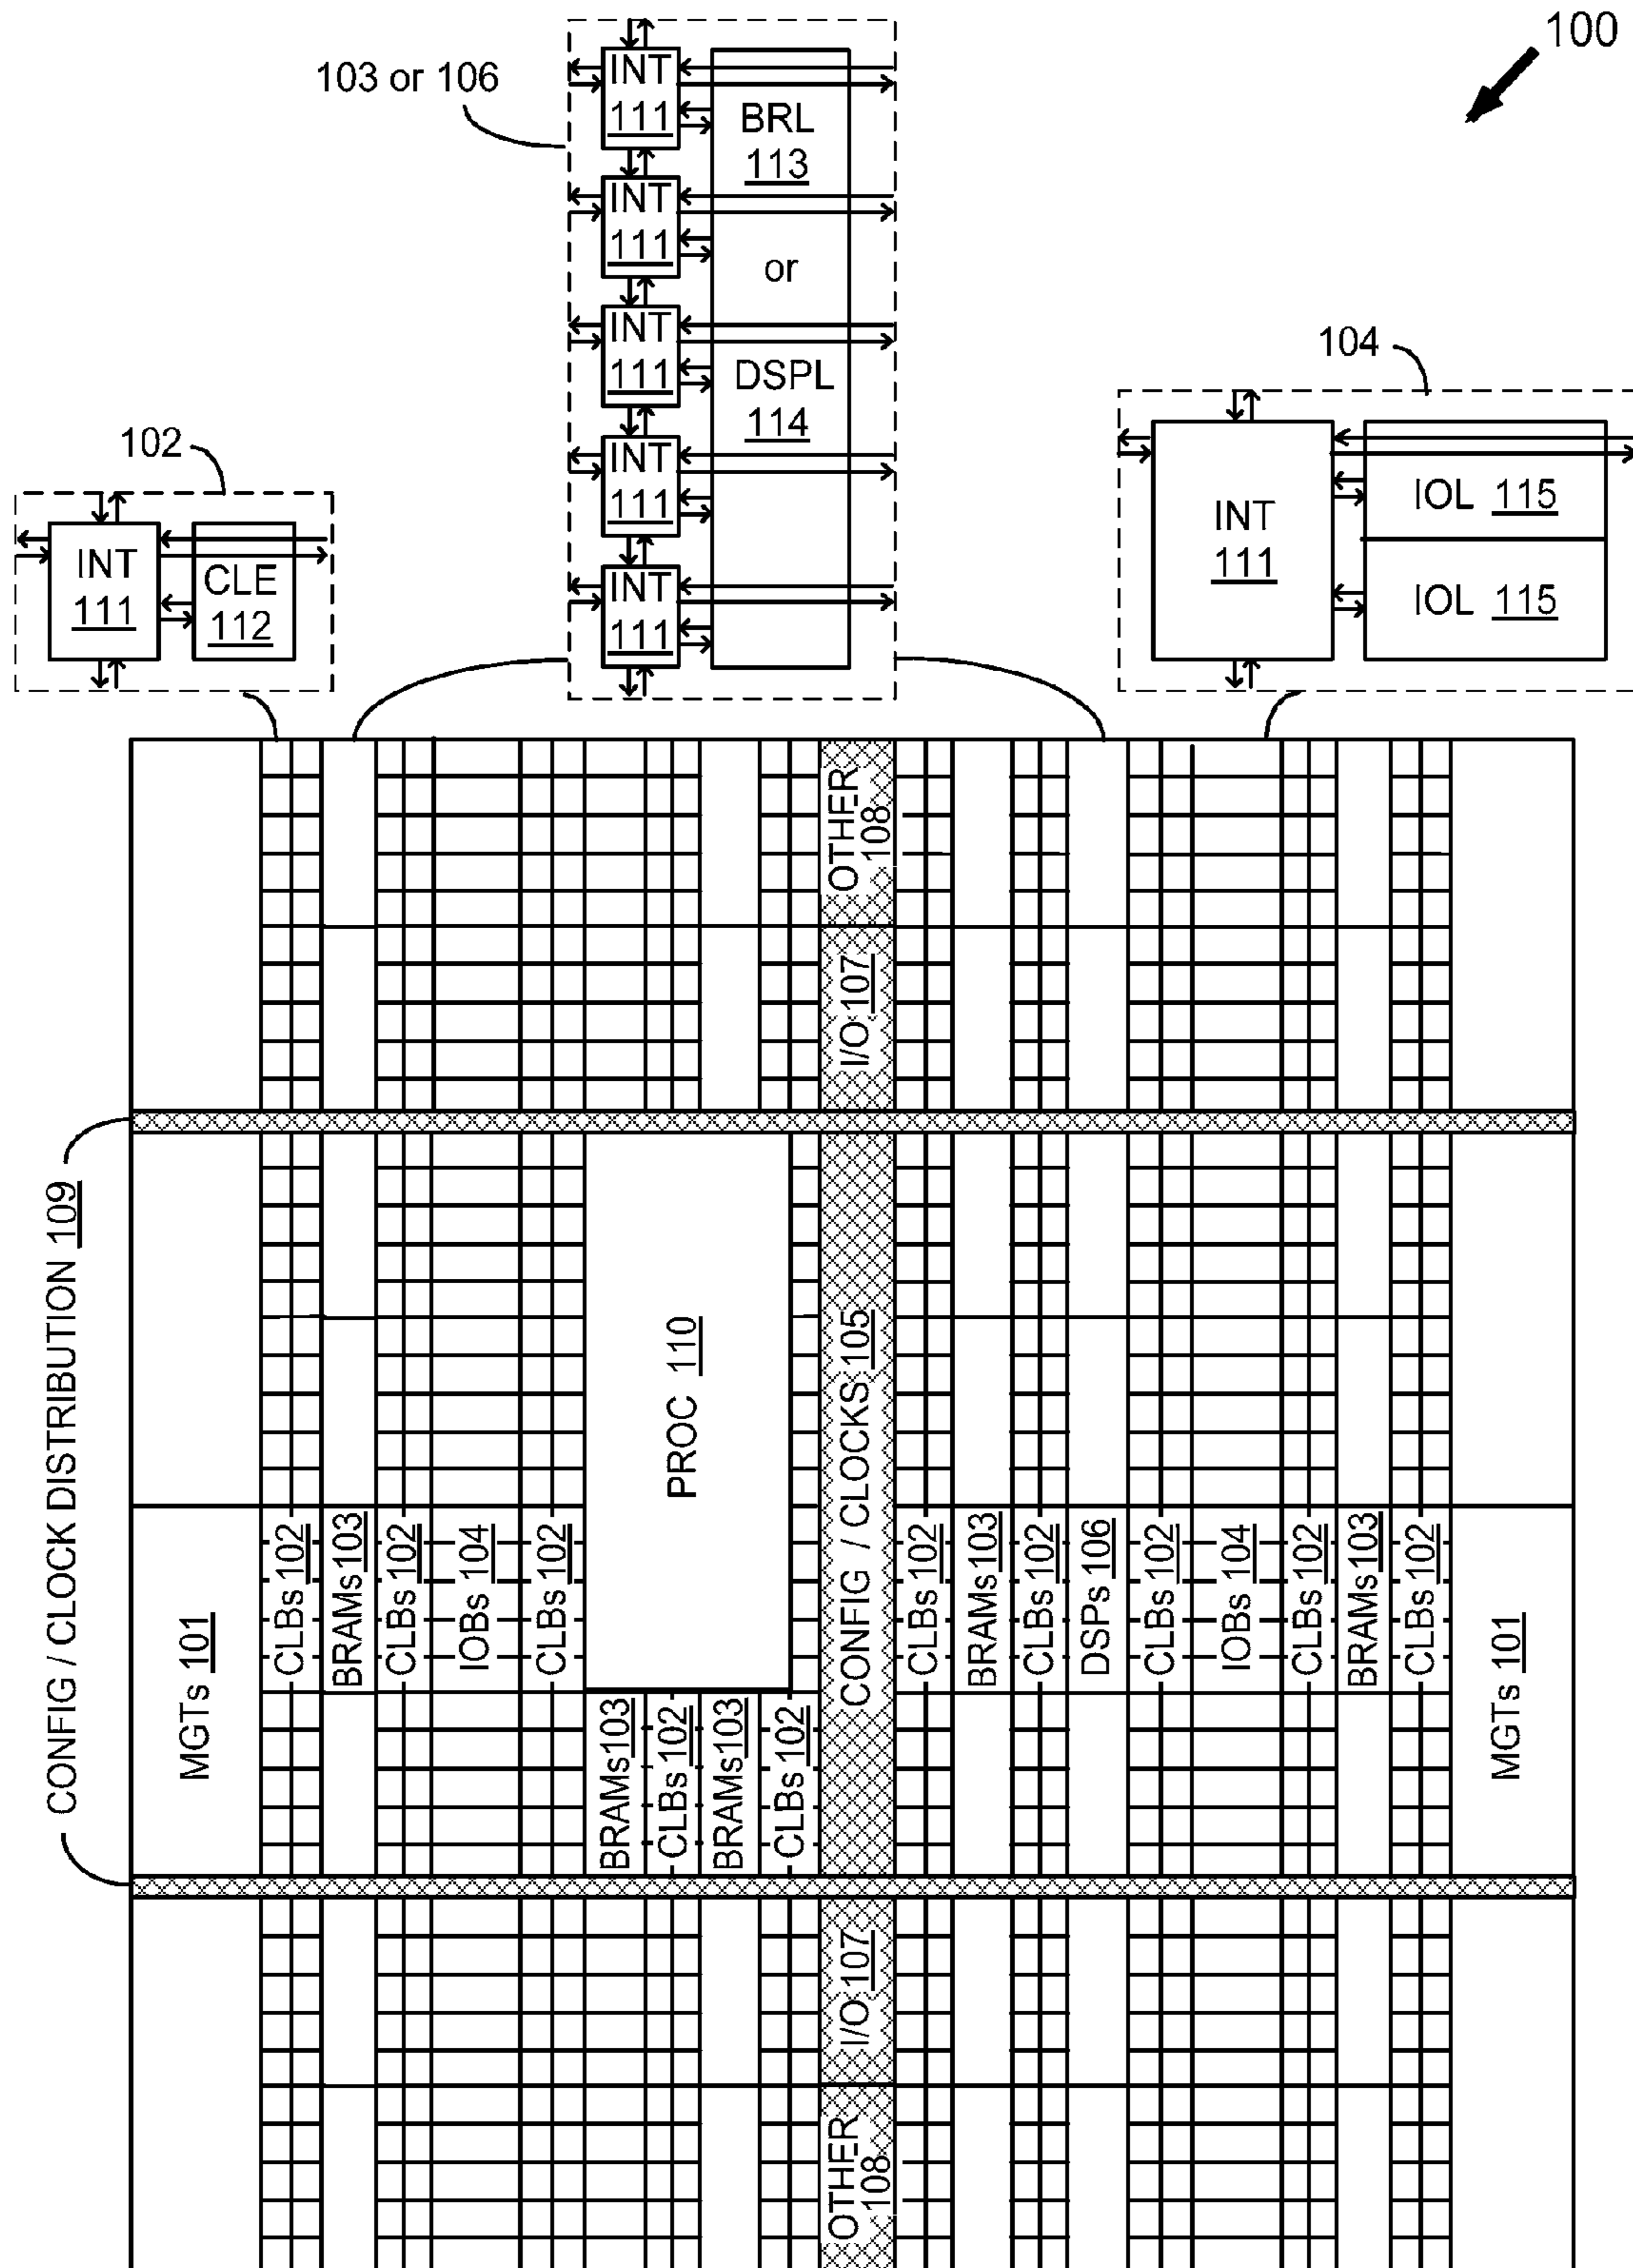 100
103 or 106
INT
111
INT
111
INT
111
INT
111
INT
111
BRL
113
or
DSPL
114
104
INT
111
IOL 115
IOL 115
102
INT
111
CLE
112
OTHER
108
I/O 107
CONFIG / CLOCK DISTRIBUTION 109
PROC 110
CONFIG / CLOCKS 105
MGTs 101
CLBs 102
BRAMs 103
CLBs 102
IOBs 104
CLBs 102
BRAMs 103
CLBs 102
BRAMs 103
CLBs 102
CLBs 102
BRAMs 103
CLBs 102
DSPs 106
CLBs 102
IOBs 104
CLBs 102
BRAMs 103
CLBs 102
MGTs 101
I/O 107
OTHER
108